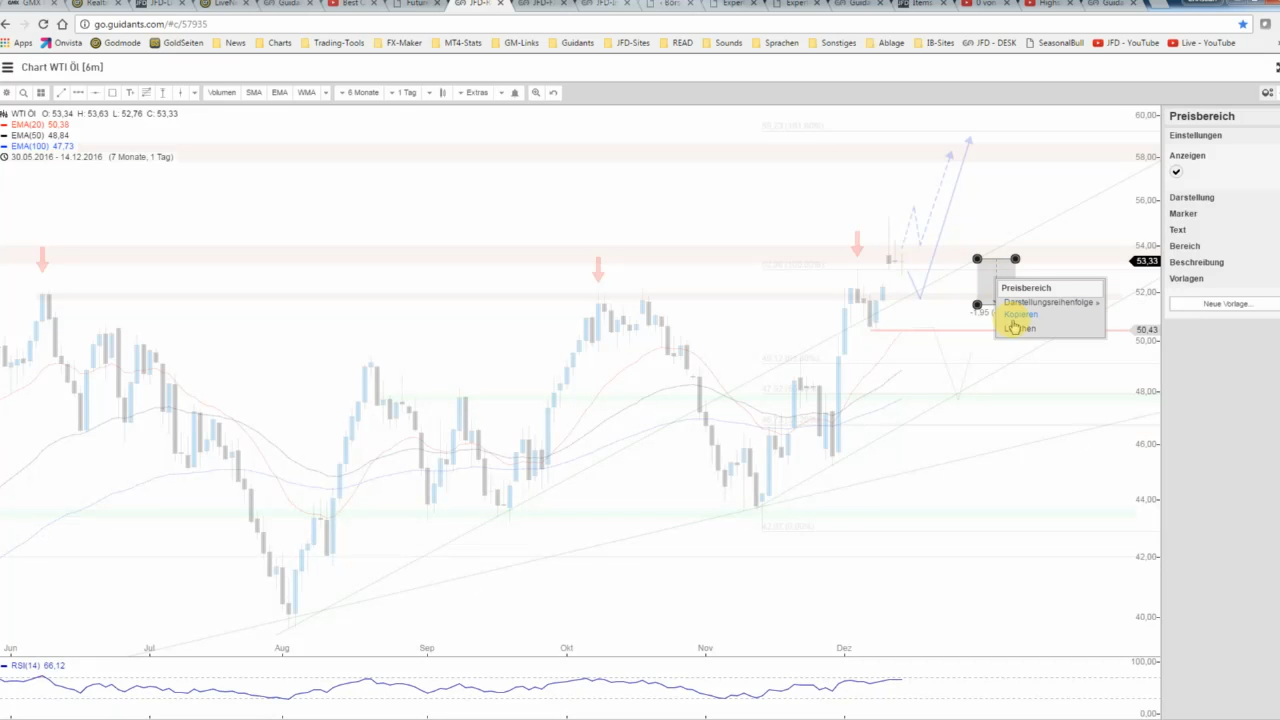 go.guidants.com/#c/57935
Apps Onvista Godmode GoldSeiten News Charts Trading-Tools FX-Maker MT4-Stats GM-Links Guidants JFD-Sites READ Sounds Sprachen Sonstiges Ablage IB-Sites JFD - DESK SeasonalBull JFD - YouTube Live - YouTube
Chart WTI Öl [6m]
Volumen SMA EMA WMA 6 Monate 1 Tag Extras
WTI Öl O: 53,34 H: 53,63 L: 52,76 C: 53,33
EMA(20) 50,38
EMA(50) 48,84
EMA(100) 47,73
30.05.2016 - 14.12.2016 (7 Monate, 1 Tag)
60,00
58,00
56,00
54,00
53,33
52,00
50,43
50,00
48,00
46,00
44,00
42,00
40,00
Preisbereich
Darstellungsreihenfolge »
Kopieren
-1,95
Jun Jul Aug Sep Okt Nov Dez
RSI(14) 66,12
100,00
0,00
Preisbereich
Einstellungen
Anzeigen
Darstellung
Marker
Text
Bereich
Beschreibung
Vorlagen
Neue Vorlage...